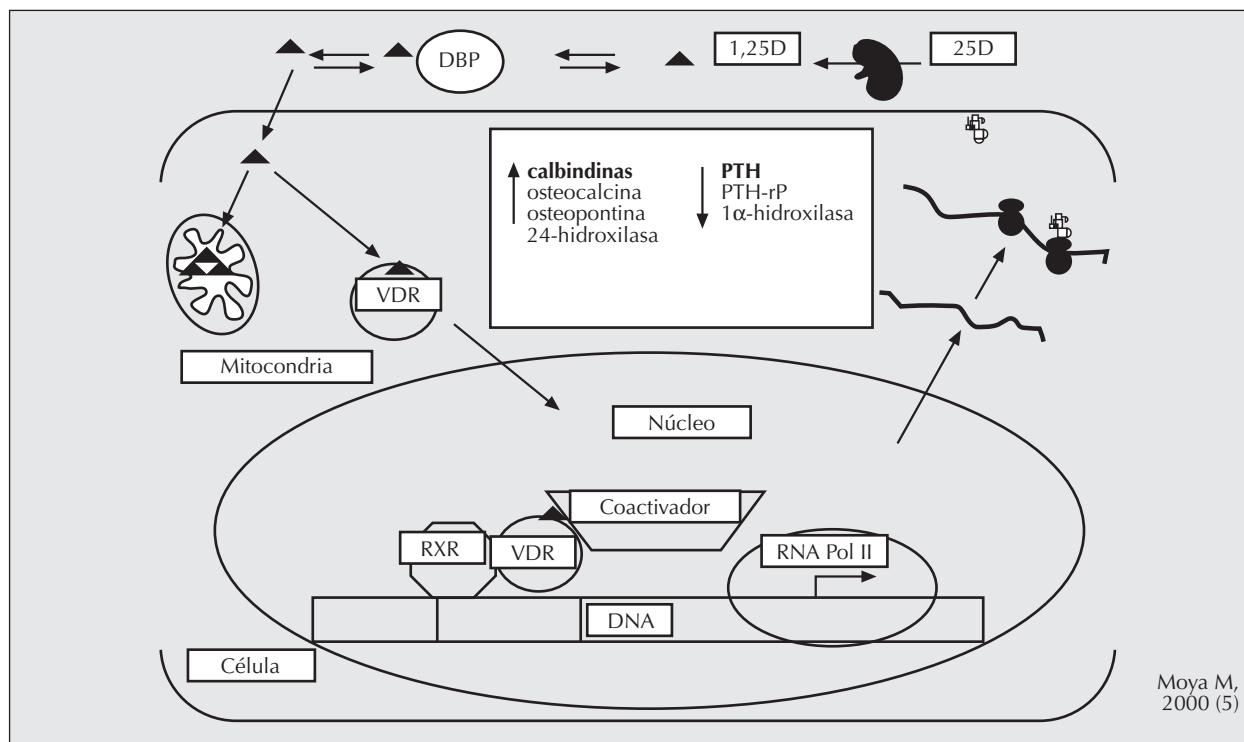 DBP
1,25D
25D
calbindinas
osteocalcina
osteopontina
24-hidroxilasa
PTH
PTH-rP
1α-hidroxilasa
VDR
Mitocondria
Núcleo
Coactivador
RXR
VDR
RNA Pol II
DNA
Célula
Moya M,
2000 (5)